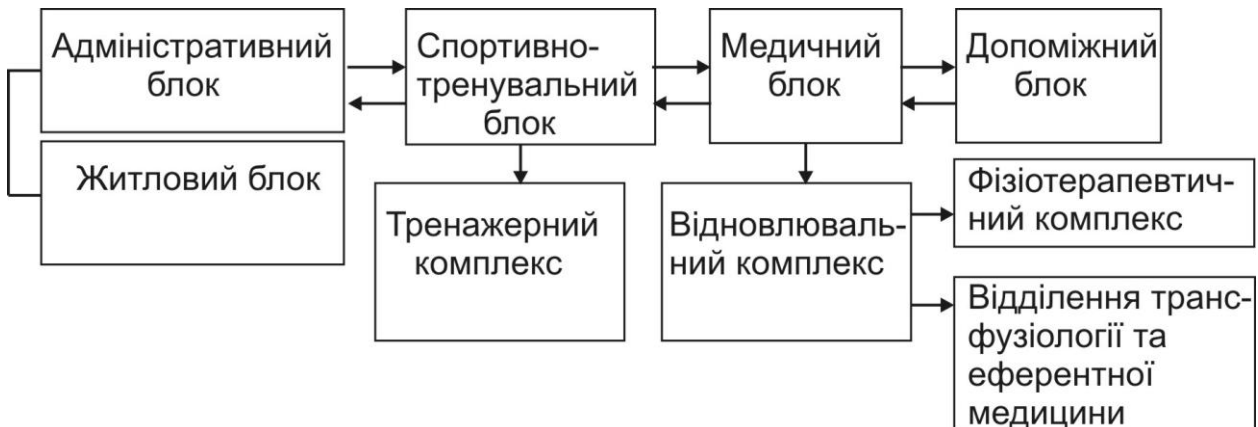 Адміністративний
блок
Спортивно-
тренувальний
блок
Медичний
блок
Допоміжний
блок
Житловий блок
Тренажерний
комплекс
Відновлюваль-
ний комплекс
Фізіотерапевтич-
ний комплекс
Відділення транс-
фузіології та
еферентної
медицини